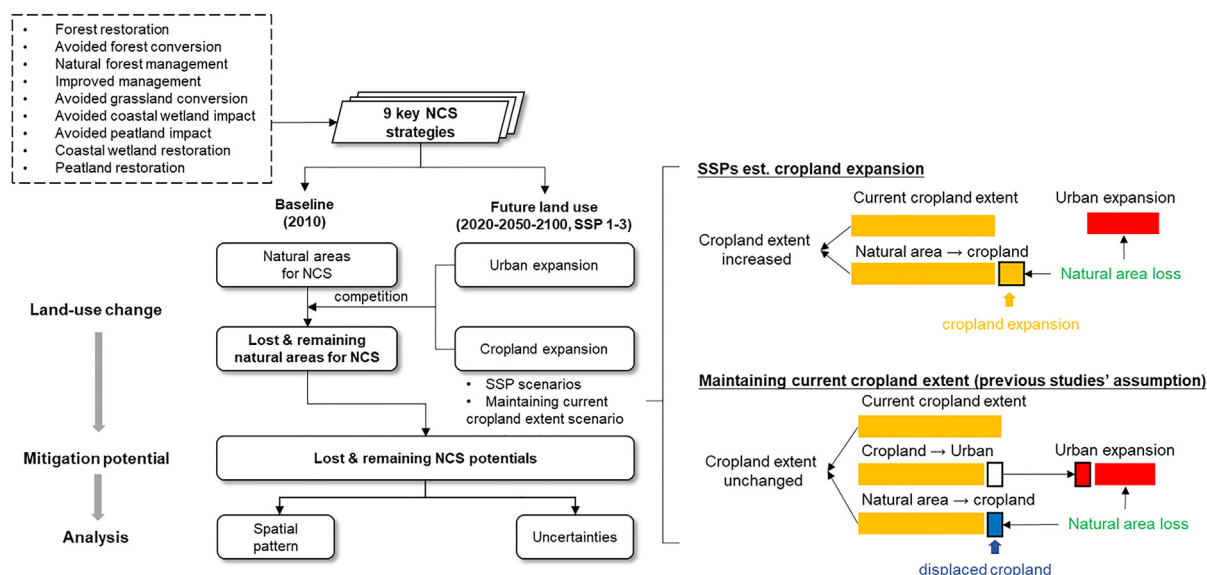 • Forest restoration
• Avoided forest conversion
• Natural forest management
• Improved management
• Avoided grassland conversion
• Avoided coastal wetland impact
• Avoided peatland impact
• Coastal wetland restoration
• Peatland restoration
9 key NCS
strategies
Baseline
(2010)
Future land use
(2020-2050-2100, SSP 1-3)
Natural areas
for NCS
Urban expansion
competition
Land-use change
Lost & remaining
natural areas for NCS
Cropland expansion
• SSP scenarios
• Maintaining current
cropland extent scenario
Mitigation potential
Lost & remaining NCS potentials
Analysis
Spatial
pattern
Uncertainties
SSPs est. cropland expansion
Current cropland extent
Urban expansion
Cropland extent
increased
Natural area → cropland
Natural area loss
cropland expansion
Maintaining current cropland extent (previous studies' assumption)
Current cropland extent
Cropland → Urban
Urban expansion
Cropland extent
unchanged
Natural area → cropland
Natural area loss
displaced cropland